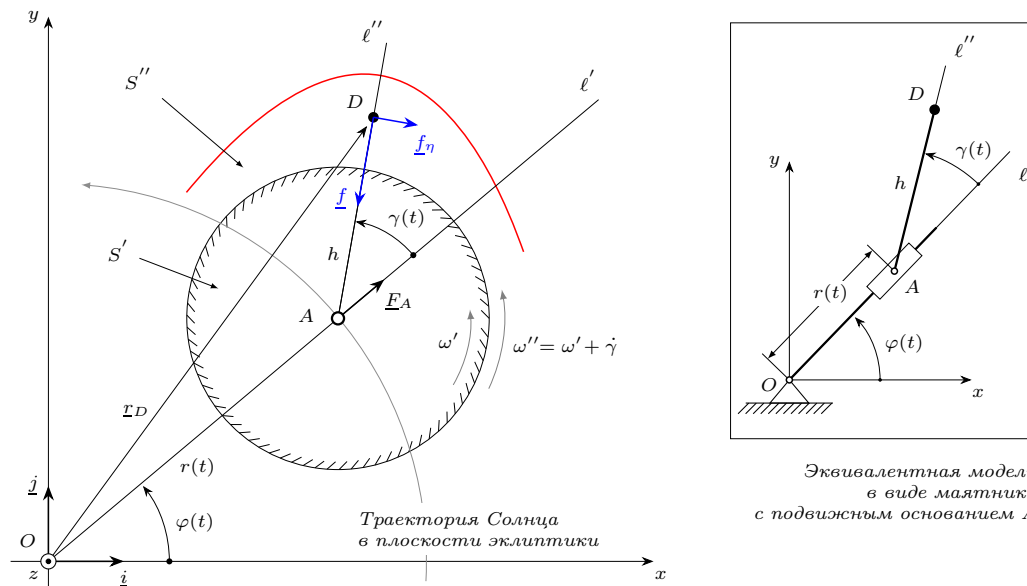 y
ℓ''
S''
D
ℓ'
f_η
f
γ(t)
S'
h
A
F_A
ω'
ω''= ω' + γ̇
r_D
r(t)
j
φ(t)
O
z
i
x
Траектория Солнца
в плоскости эклиптики
ℓ''
D
y
γ(t)
h
ℓ
r(t)
A
φ(t)
O
x
Эквивалентная модел
в виде маятник
с подвижным основанием